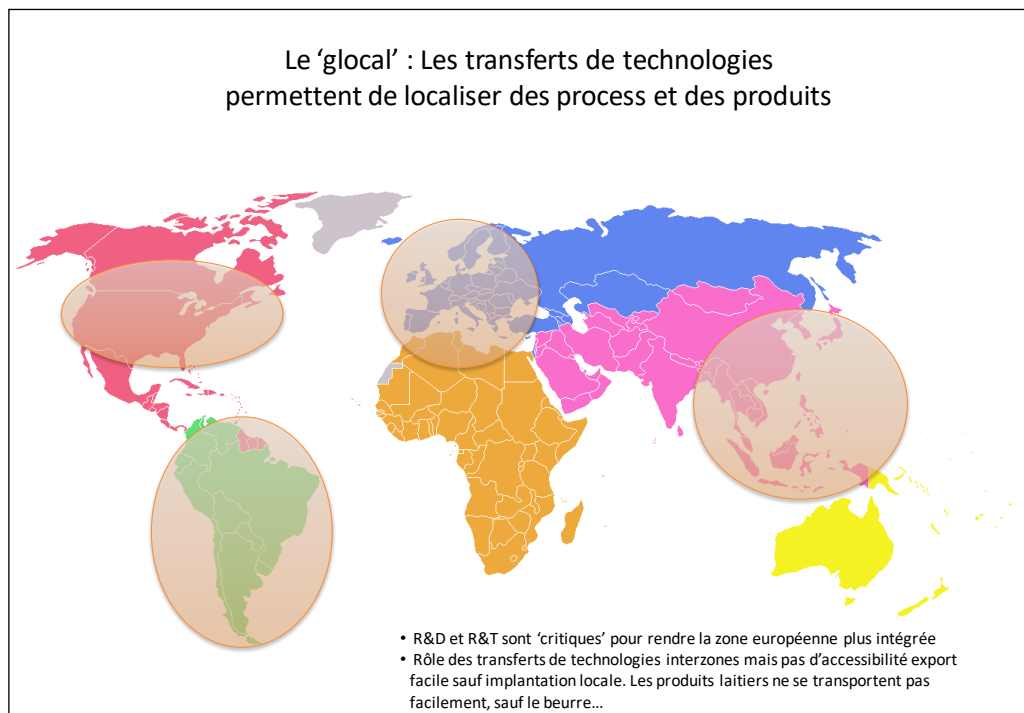 Le ‘glocal’ : Les transferts de technologies
permettent de localiser des process et des produits
• R&D et R&T sont ‘critiques’ pour rendre la zone européenne plus intégrée
• Rôle des transferts de technologies interzones mais pas d’accessibilité export
facile sauf implantation locale. Les produits laitiers ne se transportent pas
facilement, sauf le beurre…